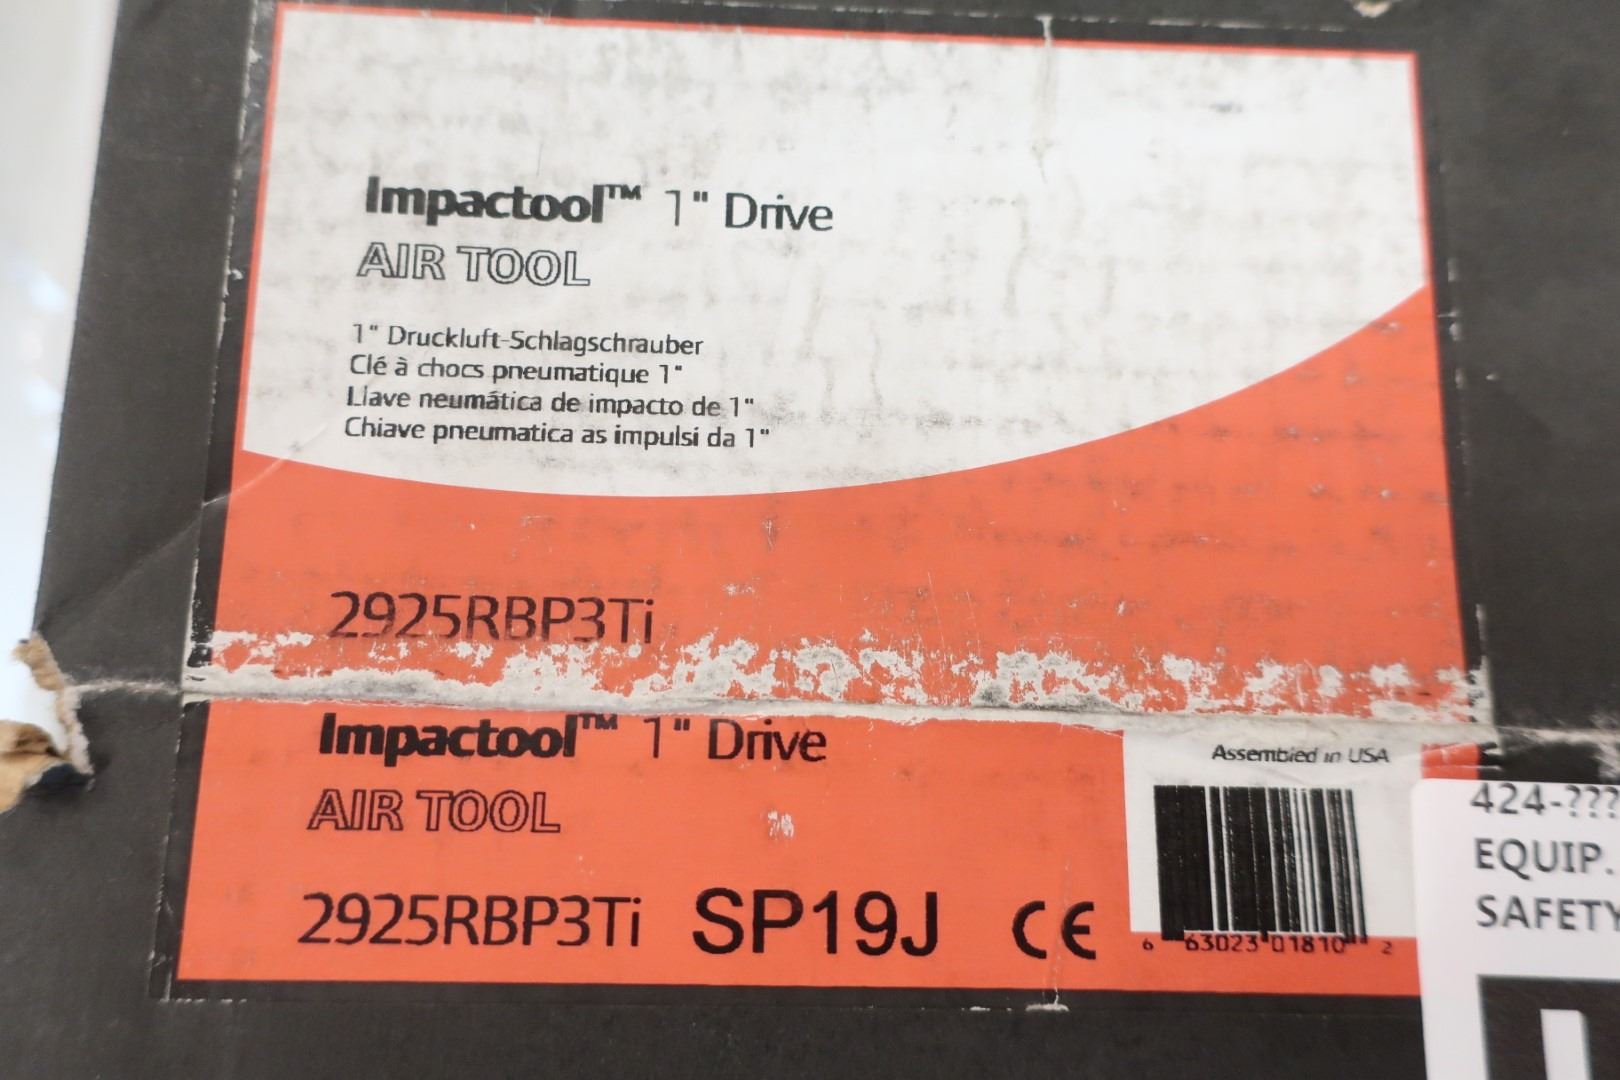 Impactool™ 1" Drive
AIR TOOL
1" Druckluft-Schlagschrauber
Clé à chocs pneumatique 1"
Llave neumática de impacto de 1"
Chiave pneumatica as impulsi da 1"
2925RBP3Ti
Impactool™ 1" Drive
AIR TOOL
2925RBP3Ti SP19J CE
Assembled in USA
6 63023 01810 2
424-???
EQUIP.
SAFETY